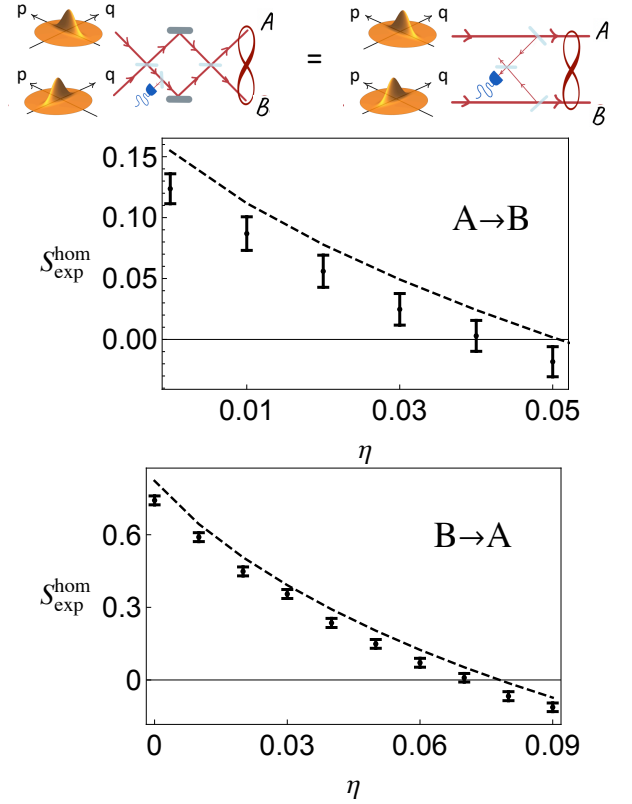 p q A = p q A
p q B p q B
0.15
A→B
0.10
S_exp^hom
0.05
0.00
0.01 0.03 0.05
η
0.6
B→A
S_exp^hom
0.3
0
0 0.03 0.06 0.09
η